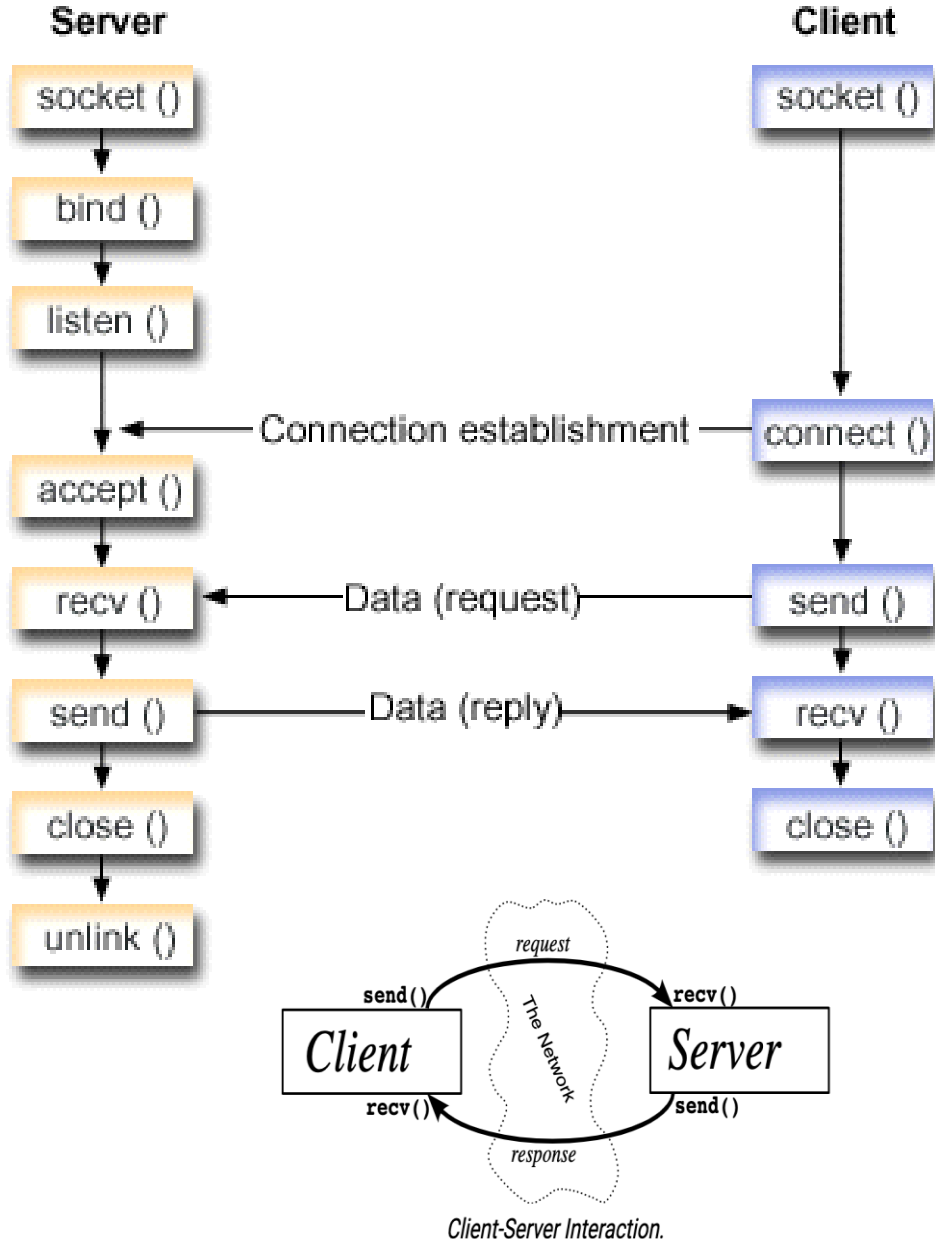 Server
Client
socket ()
socket ()
bind ()
listen ()
Connection establishment
connect ()
accept ()
recv ()
Data (request)
send ()
send ()
Data (reply)
recv ()
close ()
close ()
unlink ()
request
send()
recv()
The Network
Client
Server
recv()
send()
response
Client-Server Interaction.